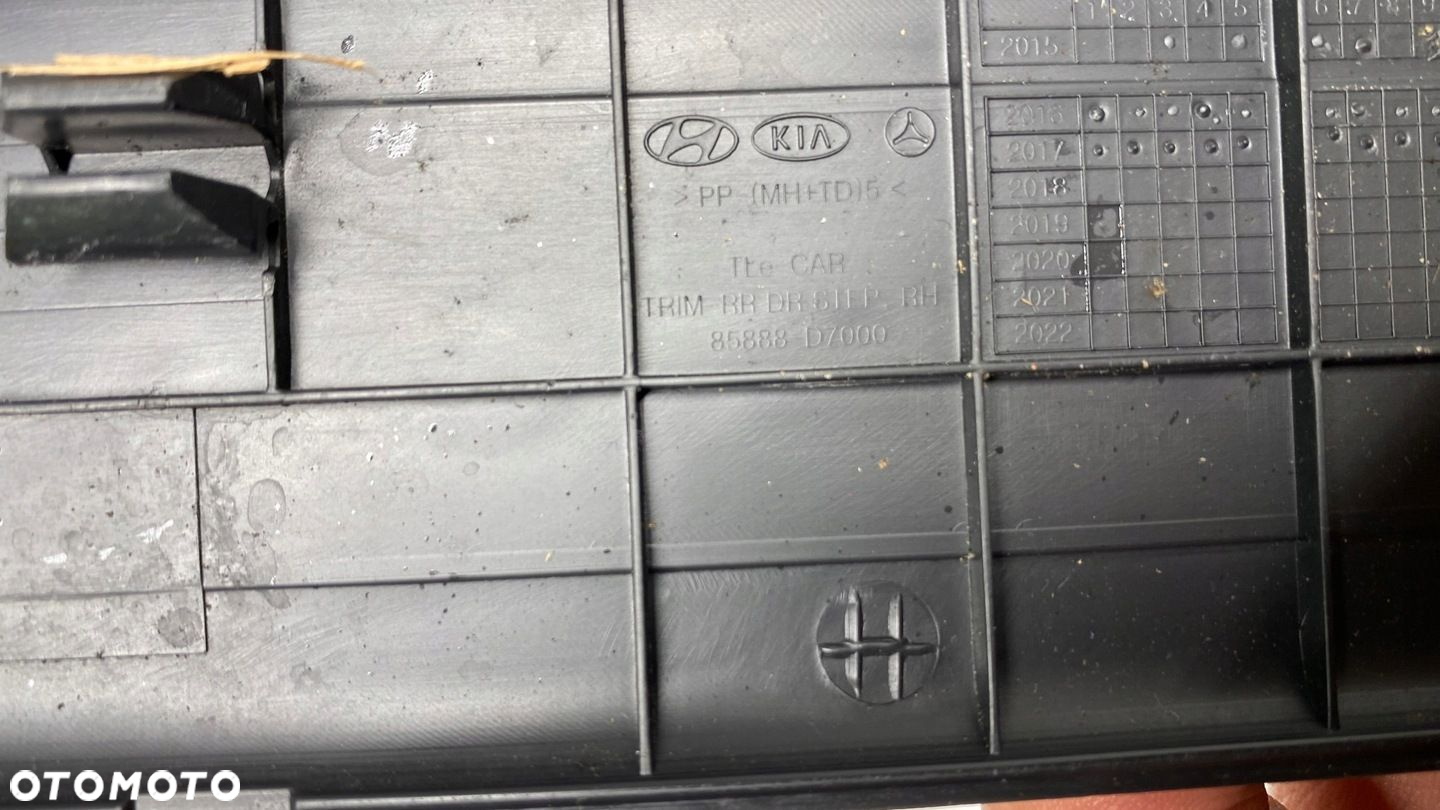 1 2 3 4 5 6 7 8 9
2015
KIA
2016
2017
> PP (MH+TD)5 <
2018
2019
TLe CAR
2020
TRIM RR DR STEP RH
2021
85888 D7000
2022
OTOMOTO